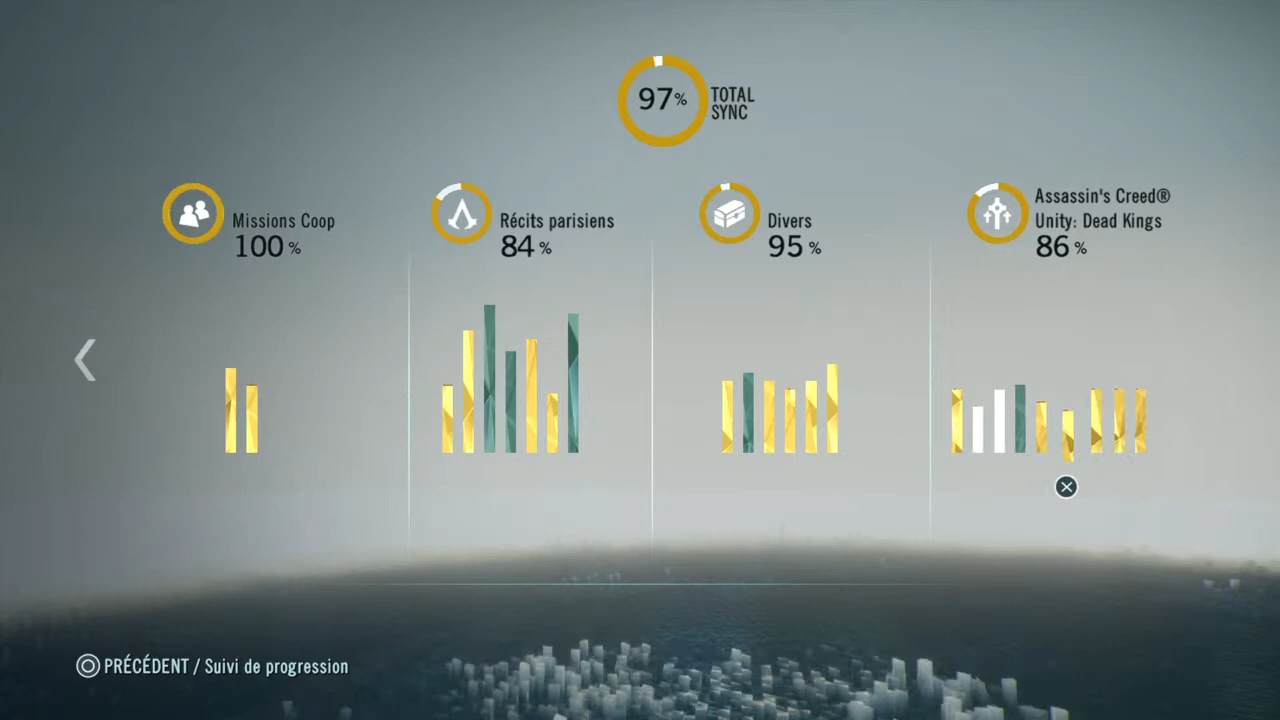 97% TOTAL
SYNC
Missions Coop
100 %
Récits parisiens
84 %
Divers
95 %
Assassin's Creed®
Unity: Dead Kings
86 %
PRÉCÉDENT / Suivi de progression